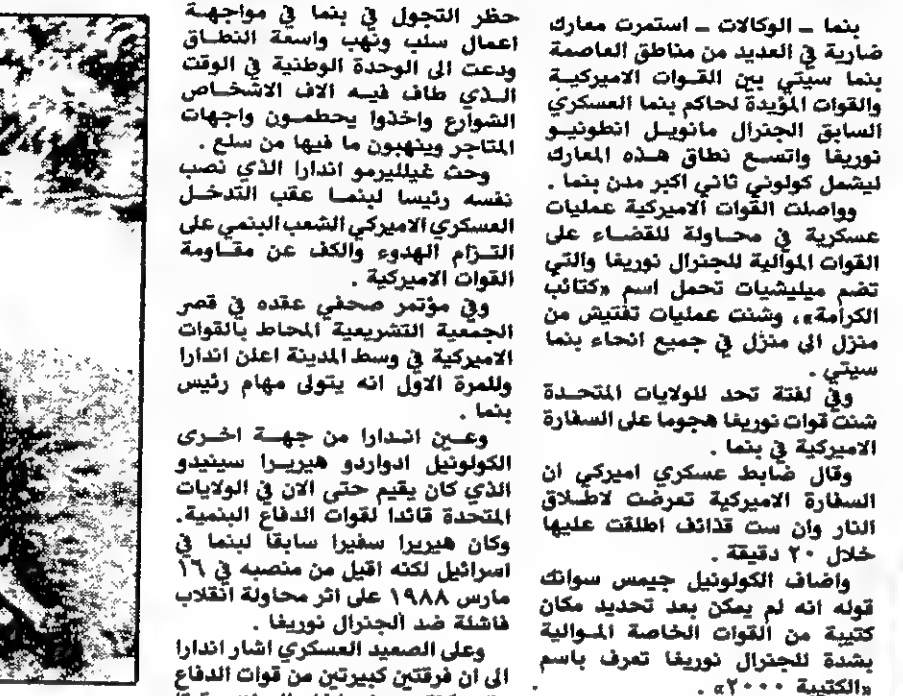 بنما ـ الوكالات ـ استمرت معارك
ضارية في العديد من مناطق العاصمة
بنما سيتي بين القوات الاميركية
والقوات المؤيدة لحاكم بنما العسكري
السابق الجنرال مانويل انطونيو
نوريغا واتسع نطاق هذه المعارك
ليشمل كولوني ثاني اكبر مدن بنما .
وواصلت القوات الاميركية عمليات
عسكرية في محاولة للقضاء على
القوات الموالية للجنرال نوريغا والتي
تضم ميليشيات تحمل اسم «كتائب
الكرامة»، وشنت عمليات تفتيش من
منزل الى منزل في جميع انحاء بنما
سيتي .
وفي لفتة تحد للولايات المتحدة
شنت قوات نوريغا هجوما على السفارة
الاميركية في بنما .
وقال ضابط عسكري اميركي ان
السفارة الاميركية تعرضت لاطلاق
النار وان ست قذائف اطلقت عليها
خلال ٢٠ دقيقة .
واضاف الكولونيل جيمس سوانك
قوله انه لم يمكن بعد تحديد مكان
كتيبة من القوات الخاصة الموالية
بشدة للجنرال نوريغا تعرف باسم
«الكتيبة ٢٠٠٠» .
حظر التجول في بنما في مواجهة
اعمال سلب ونهب واسعة النطاق
ودعت الى الوحدة الوطنية في الوقت
الذي طاف فيه الاف الاشخاص
الشوارع واخذوا يحطمون واجهات
المتاجر وينهبون ما فيها من سلع .
وحث غيلليرمو اندارا الذي نصب
نفسه رئيسا لبنما عقب التدخل
العسكري الاميركي الشعب البنمي على
التزام الهدوء والكف عن مقاومة
القوات الاميركية .
وفي مؤتمر صحفي عقده في قصر
الجمعية التشريعية المحاط بالقوات
الاميركية في وسط المدينة اعلن اندارا
وللمرة الاول انه يتولى مهام رئيس
بنما .
وعين اندارا من جهة اخرى
الكولونيل ادواردو هيريرا سينيدو
الذي كان يقيم حتى الان في الولايات
المتحدة قائدا لقوات الدفاع البنمية.
وكان هيريرا سفيرا سابقا لبنما في
اسرائيل لكنه اقيل من منصبه في ١٦
مارس ١٩٨٨ على اثر محاولة انقلاب
فاشلة ضد الجنرال نوريغا .
وعلى الصعيد العسكري اشار اندارا
الى ان فرقتين كبيرتين من قوات الدفاع